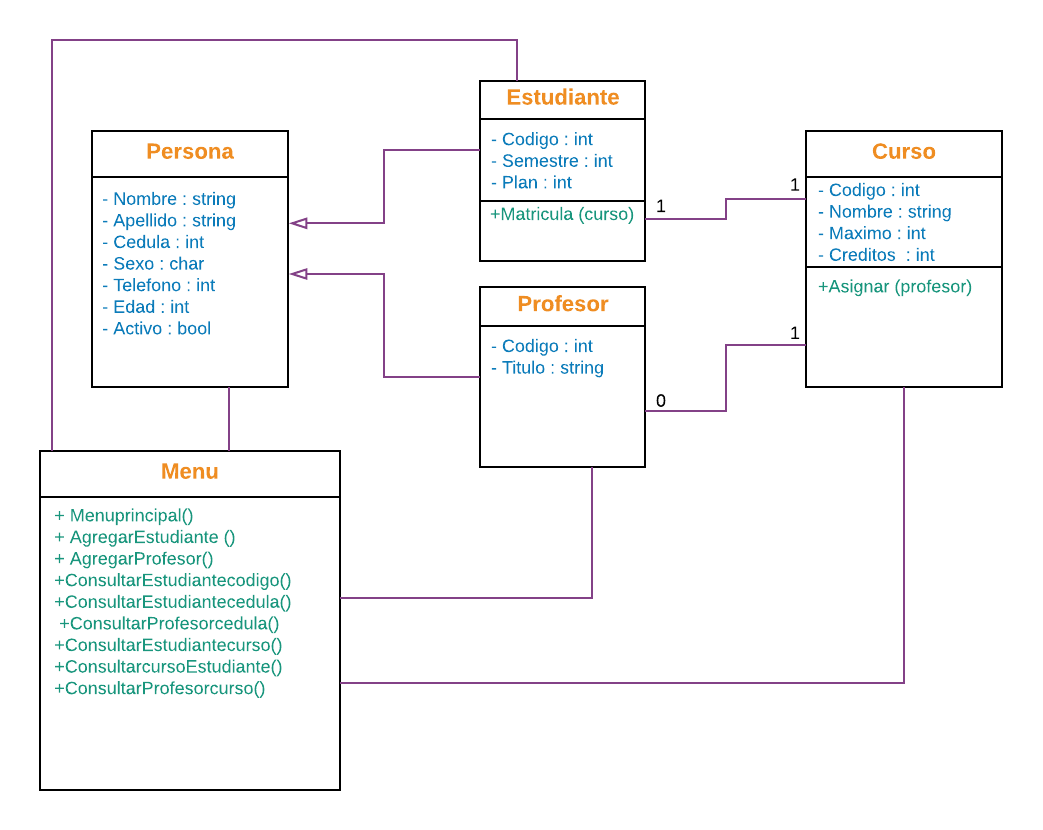 Persona
- Nombre : string
- Apellido : string
- Cedula : int
- Sexo : char
- Telefono : int
- Edad : int
- Activo : bool
Estudiante
- Codigo : int
- Semestre : int
- Plan : int
+Matricula (curso)
1
1
Curso
- Codigo : int
- Nombre : string
- Maximo : int
- Creditos : int
+Asignar (profesor)
Profesor
- Codigo : int
- Titulo : string
0
1
Menu
+ Menuprincipal()
+ AgregarEstudiante ()
+ AgregarProfesor()
+ConsultarEstudiantecodigo()
+ConsultarEstudiantecedula()
+ConsultarProfesorcedula()
+ConsultarEstudiantecurso()
+ConsultarcursoEstudiante()
+ConsultarProfesorcurso()